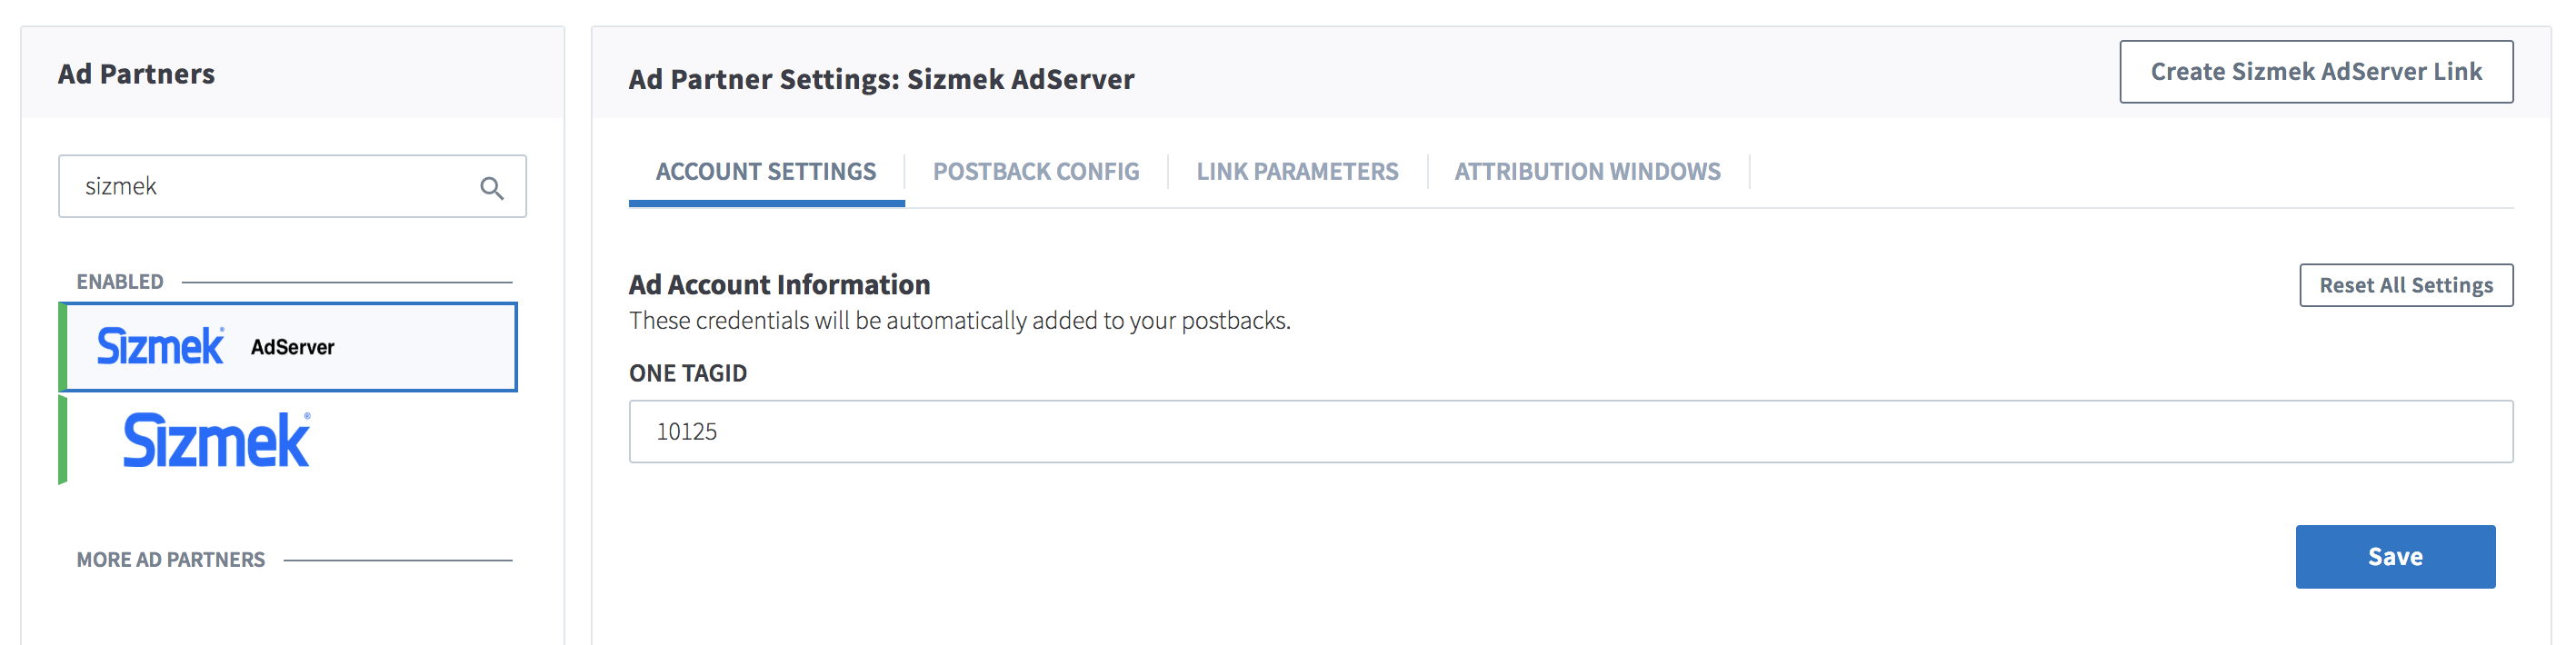 Ad Partners
sizmek
ENABLED
Sizmek® AdServer
Sizmek®
MORE AD PARTNERS
Ad Partner Settings: Sizmek AdServer
Create Sizmek AdServer Link
ACCOUNT SETTINGS
POSTBACK CONFIG
LINK PARAMETERS
ATTRIBUTION WINDOWS
Ad Account Information
Reset All Settings
These credentials will be automatically added to your postbacks.
ONE TAGID
10125
Save